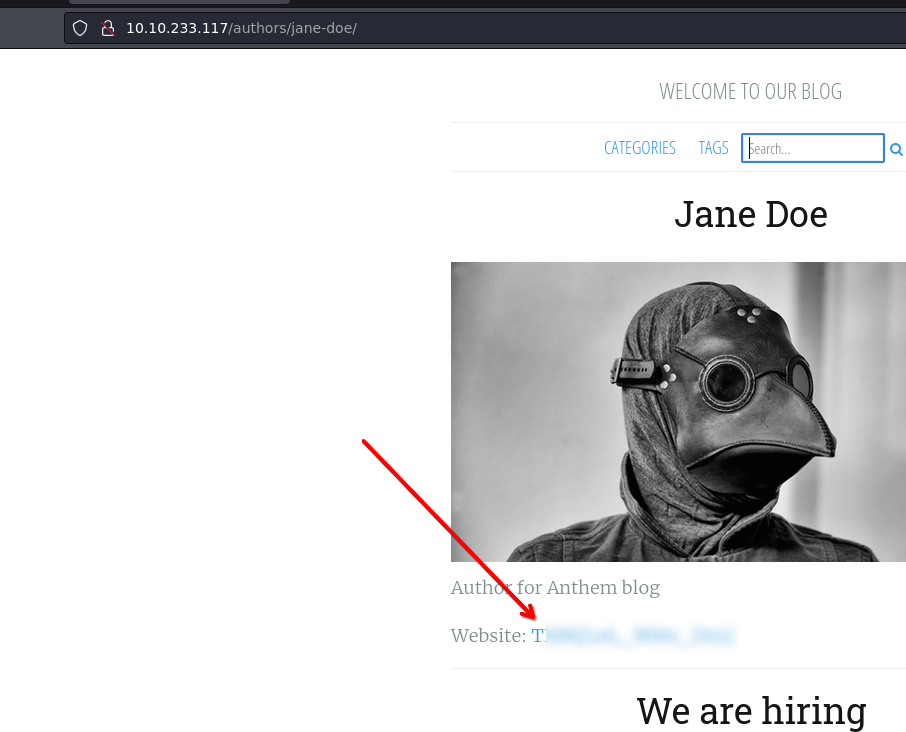 10.10.233.117/authors/jane-doe/
WELCOME TO OUR BLOG
CATEGORIES TAGS Search...
Jane Doe
Author for Anthem blog
Website:
We are hiring